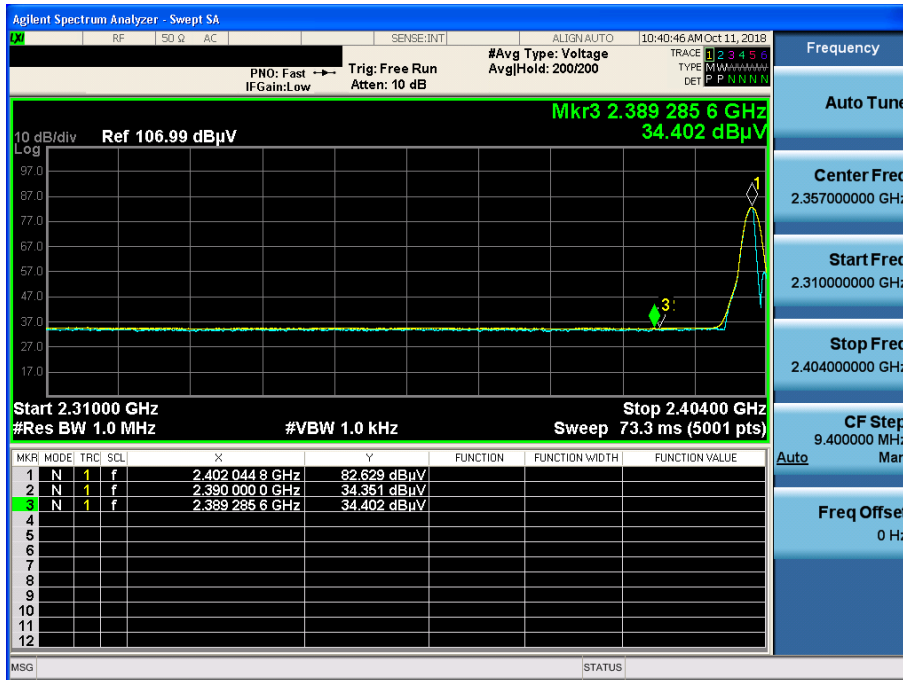 Agilent Spectrum Analyzer - Swept SA
LXI RF 50 Ω AC SENSE:INT ALIGN AUTO 10:40:46 AM Oct 11, 2018
PNO: Fast
IFGain:Low
Trig: Free Run
Atten: 10 dB
#Avg Type: Voltage
Avg|Hold: 200/200
TRACE 1 2 3 4 5 6
TYPE M W W W W W
DET P P N N N N
Mkr3 2.389 285 6 GHz
34.402 dBµV
10 dB/div Ref 106.99 dBµV
Log
97.0
87.0
77.0
67.0
57.0
47.0
37.0
27.0
17.0
1
3
Start 2.31000 GHz Stop 2.40400 GHz
#Res BW 1.0 MHz #VBW 1.0 kHz Sweep 73.3 ms (5001 pts)
MKR MODE TRC SCL X Y FUNCTION FUNCTION WIDTH FUNCTION VALUE
1 N 1 f 2.402 044 8 GHz 82.629 dBµV
2 N 1 f 2.390 000 0 GHz 34.351 dBµV
3 N 1 f 2.389 285 6 GHz 34.402 dBµV
4
5
6
7
8
9
10
11
12
MSG STATUS
Frequency
Auto Tune
Center Freq
2.357000000 GHz
Start Freq
2.310000000 GHz
Stop Freq
2.404000000 GHz
CF Step
9.400000 MHz
Auto Man
Freq Offset
0 Hz